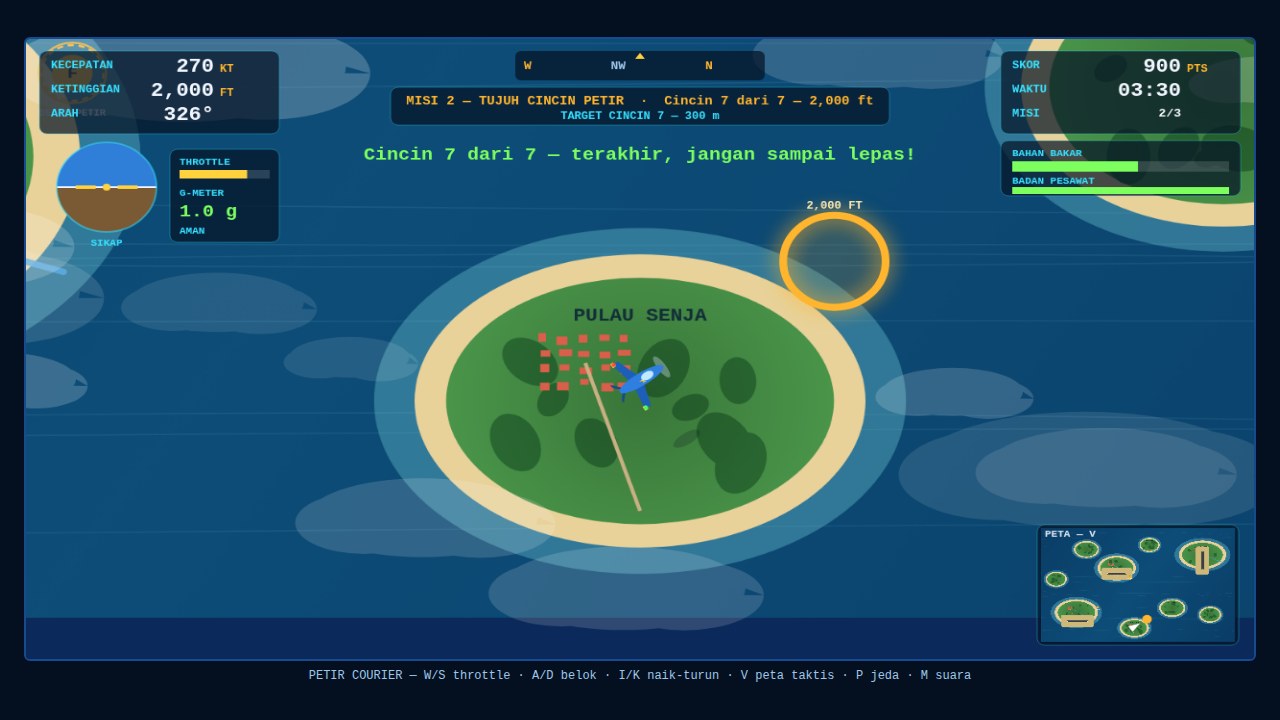 KECEPATAN 270 KT
KETINGGIAN 2,000 FT
ARAH 326°
W NW N
MISI 2 — TUJUH CINCIN PETIR · Cincin 7 dari 7 — 2,000 ft
TARGET CINCIN 7 — 300 m
SKOR 900 PTS
WAKTU 03:30
MISI 2/3
BAHAN BAKAR
BADAN PESAWAT
Cincin 7 dari 7 — terakhir, jangan sampai lepas!
THROTTLE
G-METER
1.0 g
AMAN
SIKAP
2,000 FT
PULAU SENJA
PETA — V
PETIR COURIER — W/S throttle · A/D belok · I/K naik-turun · V peta taktis · P jeda · M suara